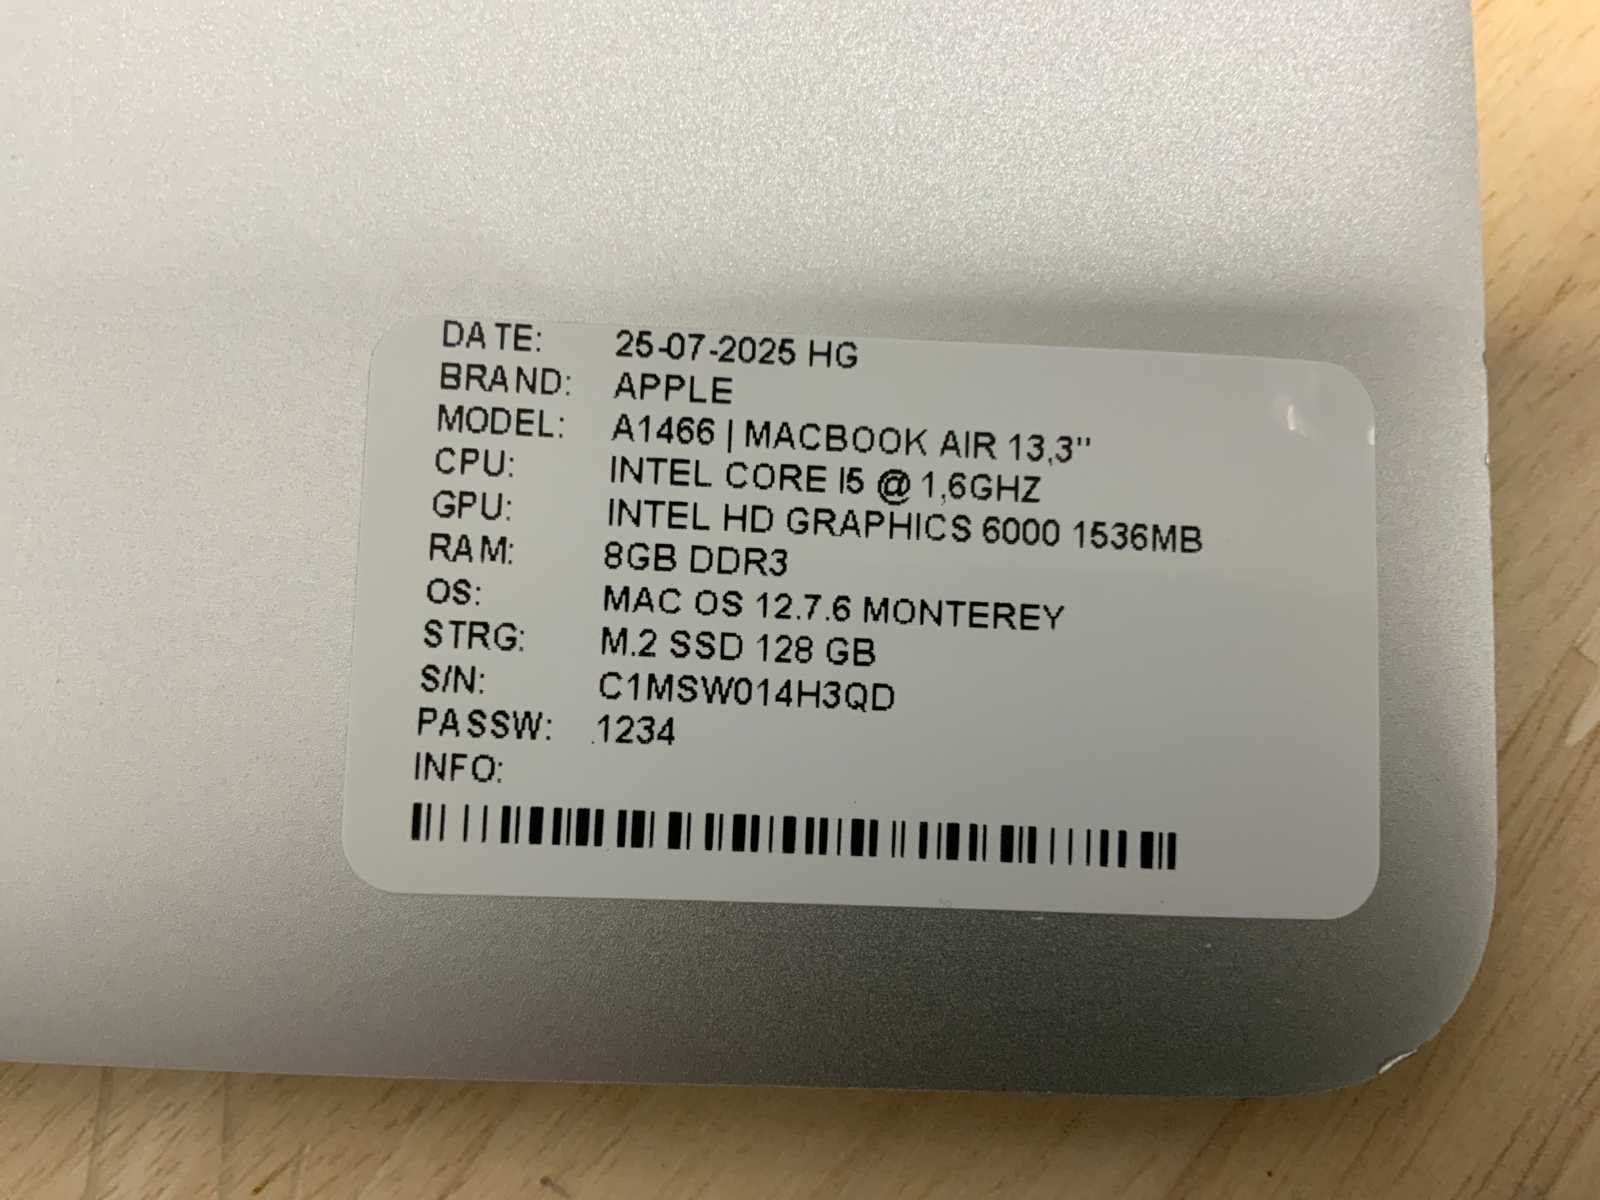 DATE: 25-07-2025 HG
BRAND: APPLE
MODEL: A1466 | MACBOOK AIR 13,3"
CPU: INTEL CORE I5 @ 1,6GHZ
GPU: INTEL HD GRAPHICS 6000 1536MB
RAM: 8GB DDR3
OS: MAC OS 12.7.6 MONTEREY
STRG: M.2 SSD 128 GB
S/N: C1MSW014H3QD
PASSW: 1234
INFO: